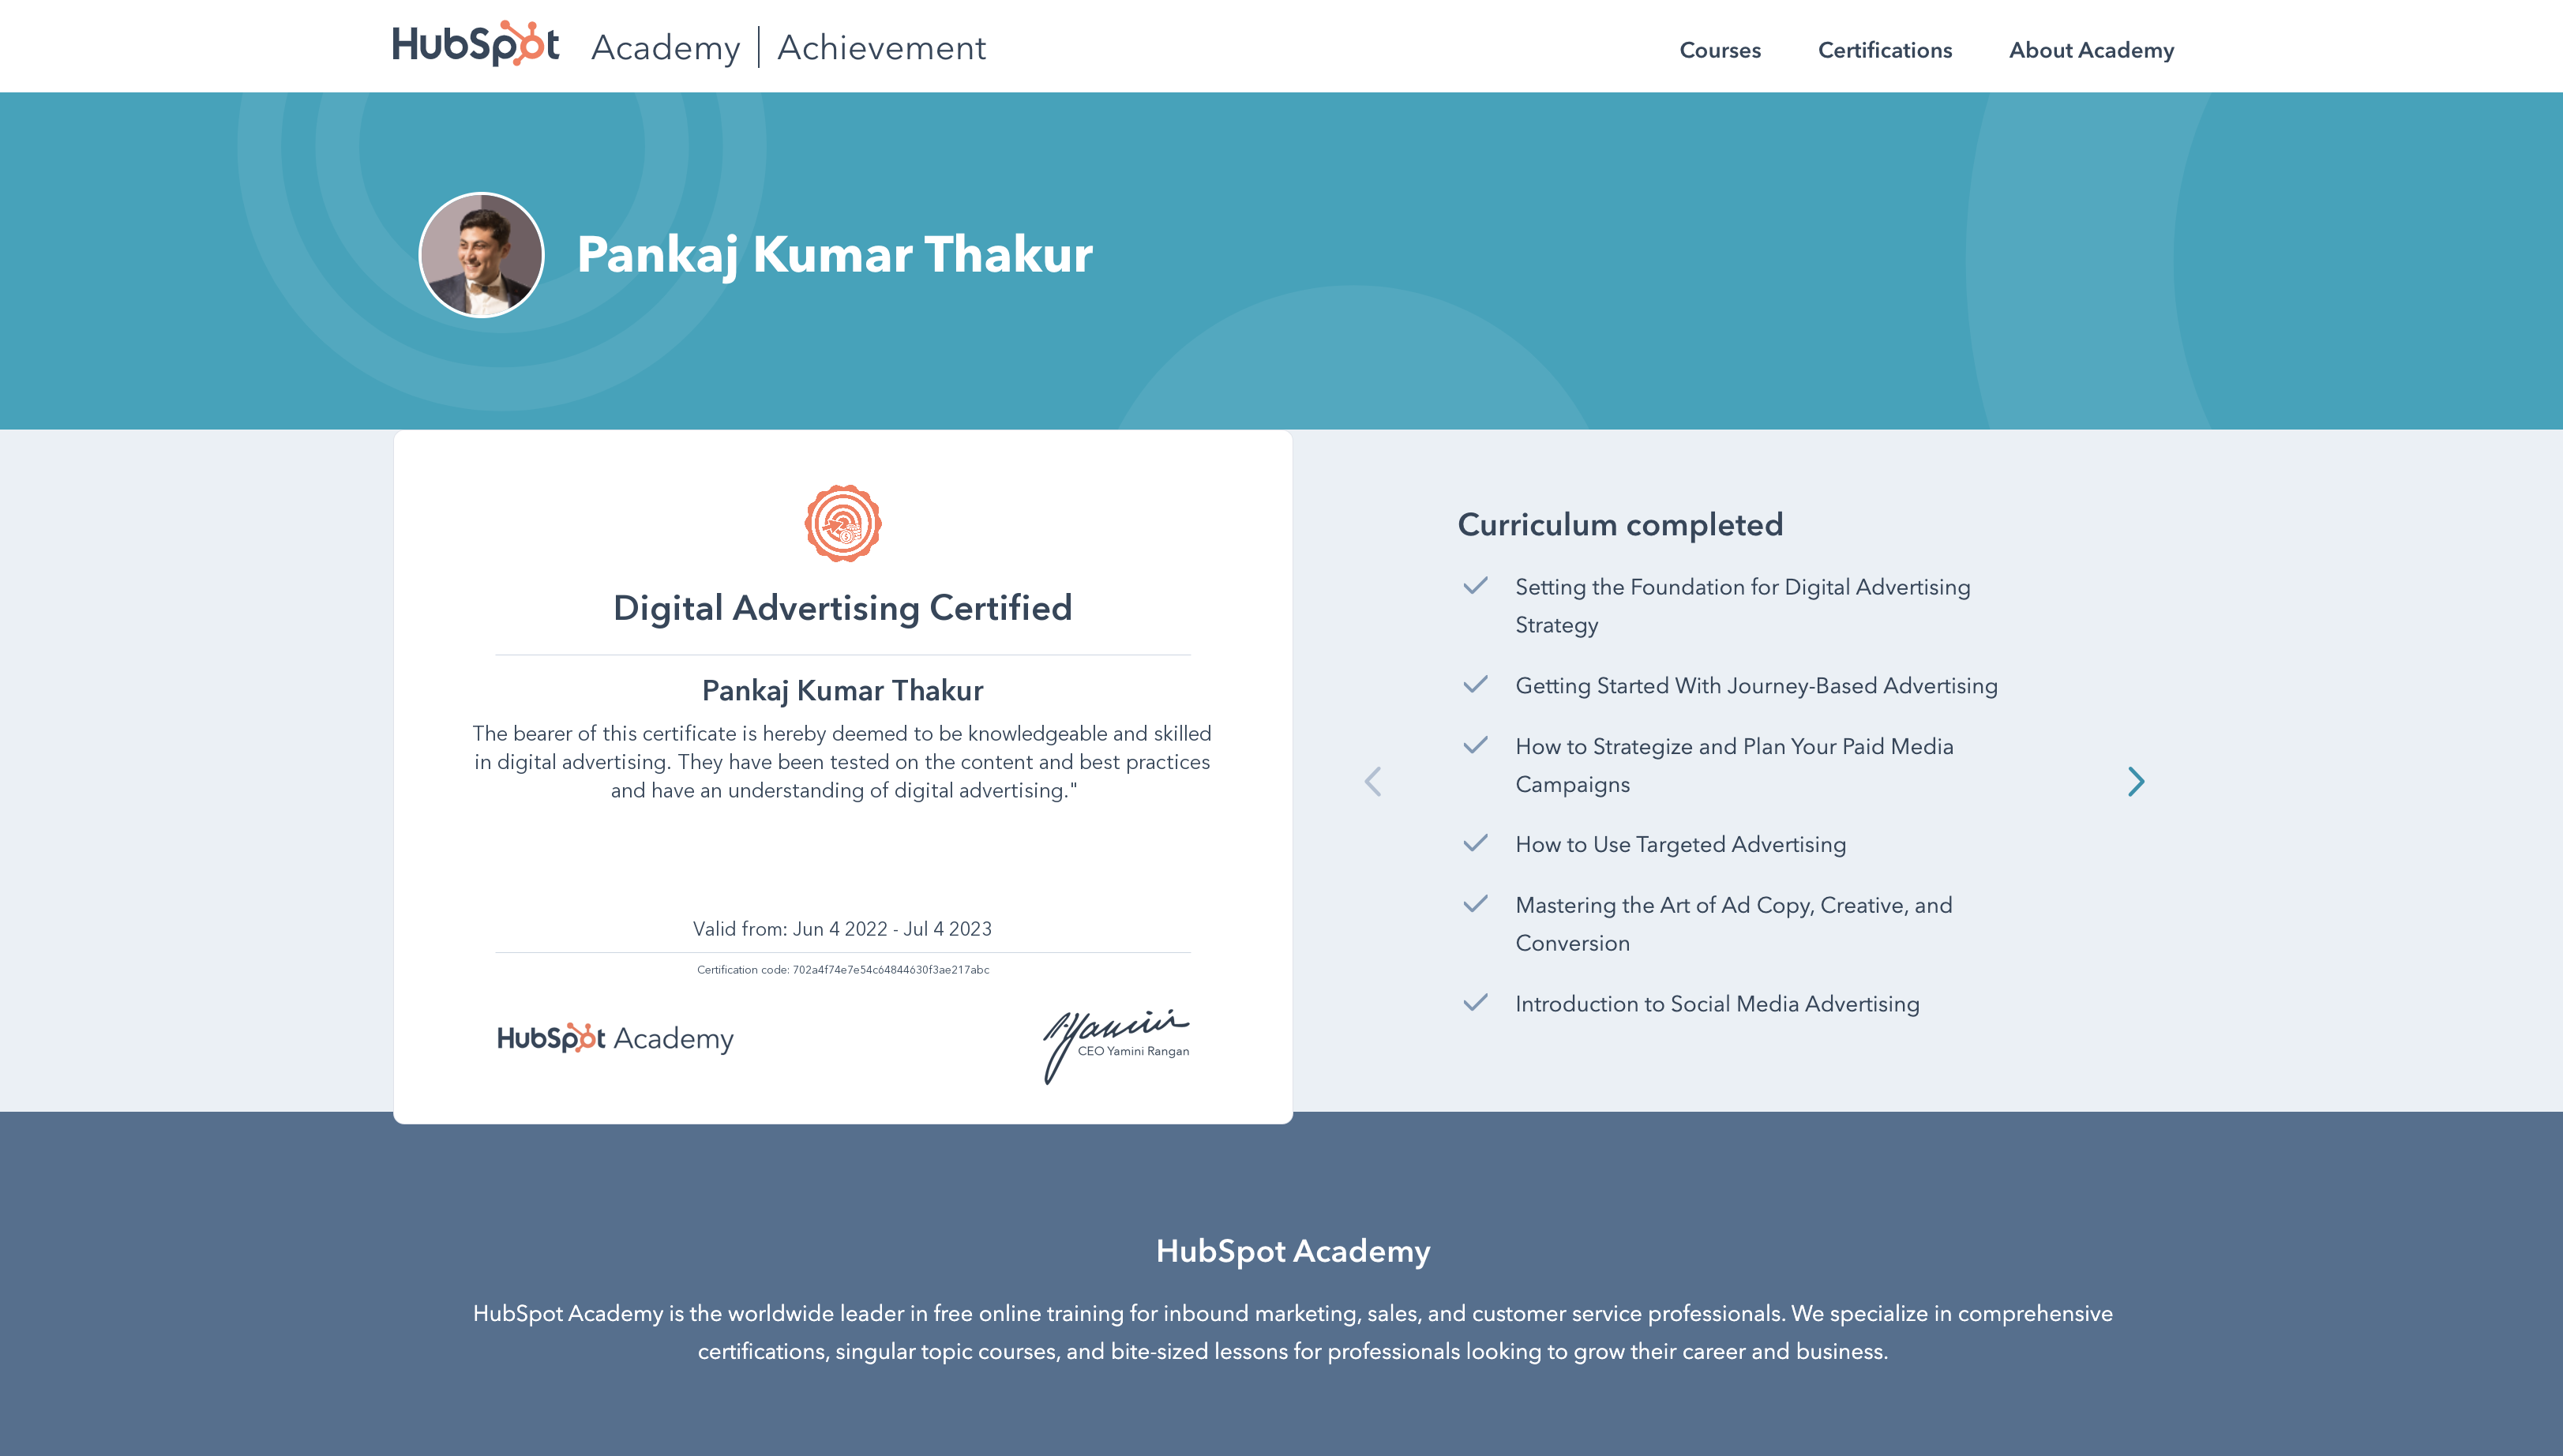 HubSpot Academy | Achievement
Courses Certifications About Academy
Pankaj Kumar Thakur
Digital Advertising Certified
Pankaj Kumar Thakur
The bearer of this certificate is hereby deemed to be knowledgeable and skilled
in digital advertising. They have been tested on the content and best practices
and have an understanding of digital advertising."
Valid from: Jun 4 2022 - Jul 4 2023
Certification code: 702a4f74e7e54c64844630f3ae217abc
HubSpot Academy
Yamini
CEO Yamini Rangan
Curriculum completed
Setting the Foundation for Digital Advertising
Strategy
Getting Started With Journey-Based Advertising
How to Strategize and Plan Your Paid Media
Campaigns
How to Use Targeted Advertising
Mastering the Art of Ad Copy, Creative, and
Conversion
Introduction to Social Media Advertising
HubSpot Academy
HubSpot Academy is the worldwide leader in free online training for inbound marketing, sales, and customer service professionals. We specialize in comprehensive
certifications, singular topic courses, and bite-sized lessons for professionals looking to grow their career and business.